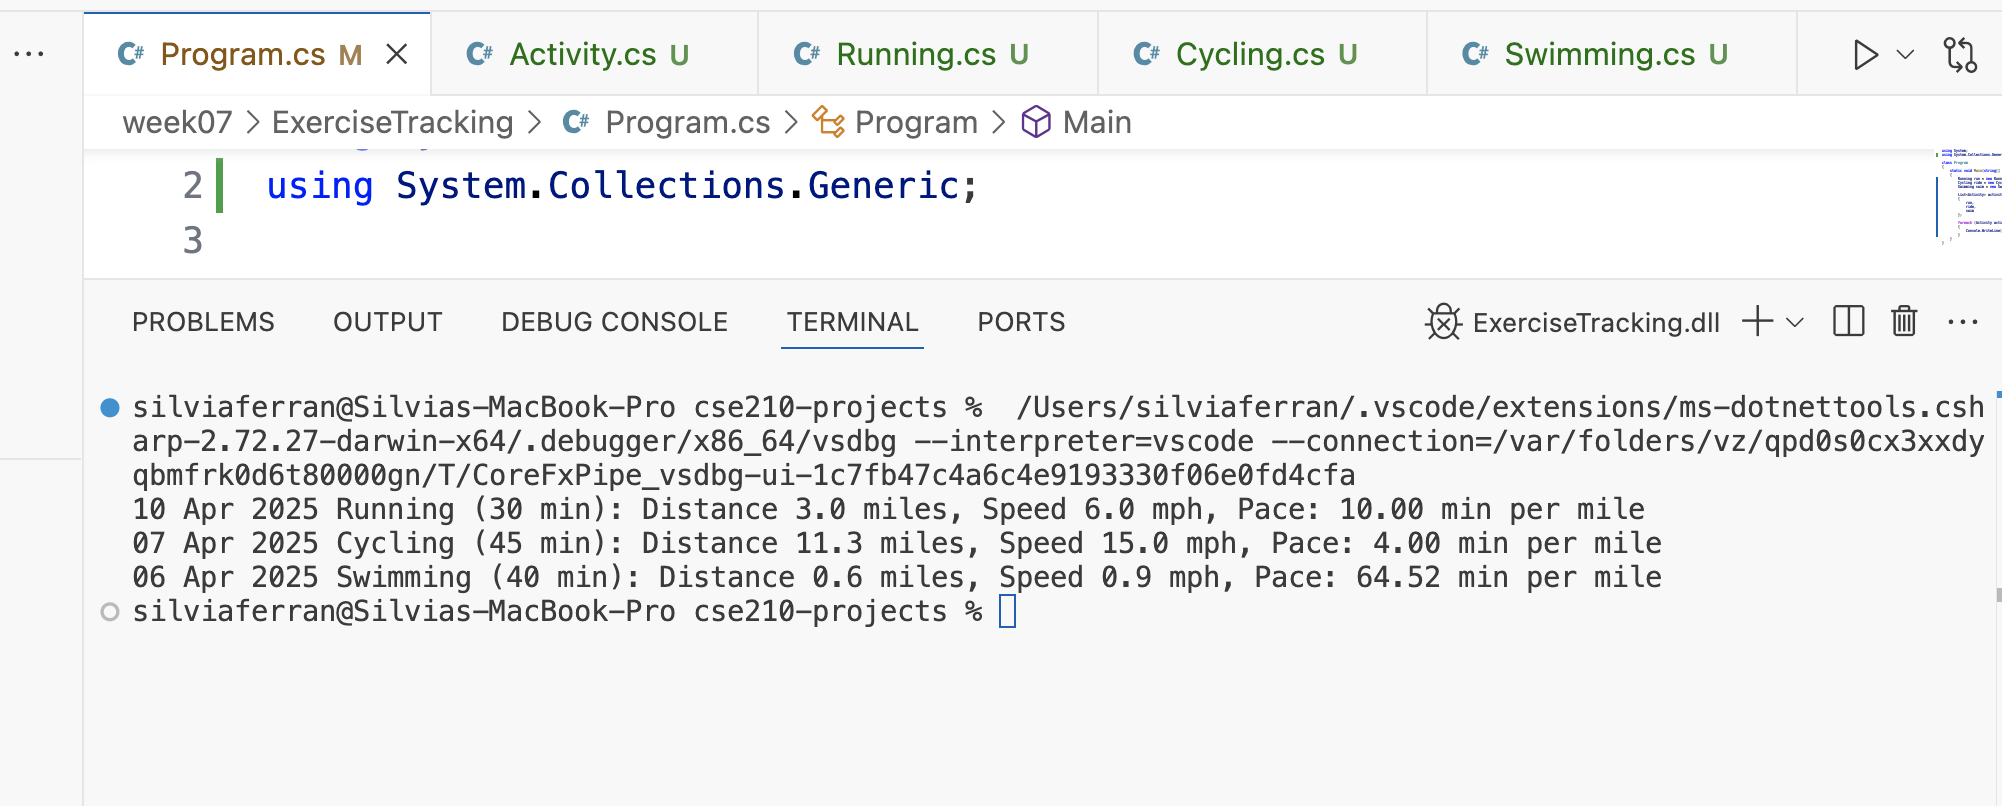 Program.cs M
Activity.cs U
Running.cs U
Cycling.cs U
Swimming.cs U
week07 > ExerciseTracking > Program.cs > Program > Main
2 using System.Collections.Generic;
3
PROBLEMS OUTPUT DEBUG CONSOLE TERMINAL PORTS
ExerciseTracking.dll
silviaferran@Silvias-MacBook-Pro cse210-projects %  /Users/silviaferran/.vscode/extensions/ms-dotnettools.csh
arp-2.72.27-darwin-x64/.debugger/x86_64/vsdbg --interpreter=vscode --connection=/var/folders/vz/qpd0s0cx3xxdy
qbmfrk0d6t80000gn/T/CoreFxPipe_vsdbg-ui-1c7fb47c4a6c4e9193330f06e0fd4cfa
10 Apr 2025 Running (30 min): Distance 3.0 miles, Speed 6.0 mph, Pace: 10.00 min per mile
07 Apr 2025 Cycling (45 min): Distance 11.3 miles, Speed 15.0 mph, Pace: 4.00 min per mile
06 Apr 2025 Swimming (40 min): Distance 0.6 miles, Speed 0.9 mph, Pace: 64.52 min per mile
silviaferran@Silvias-MacBook-Pro cse210-projects %